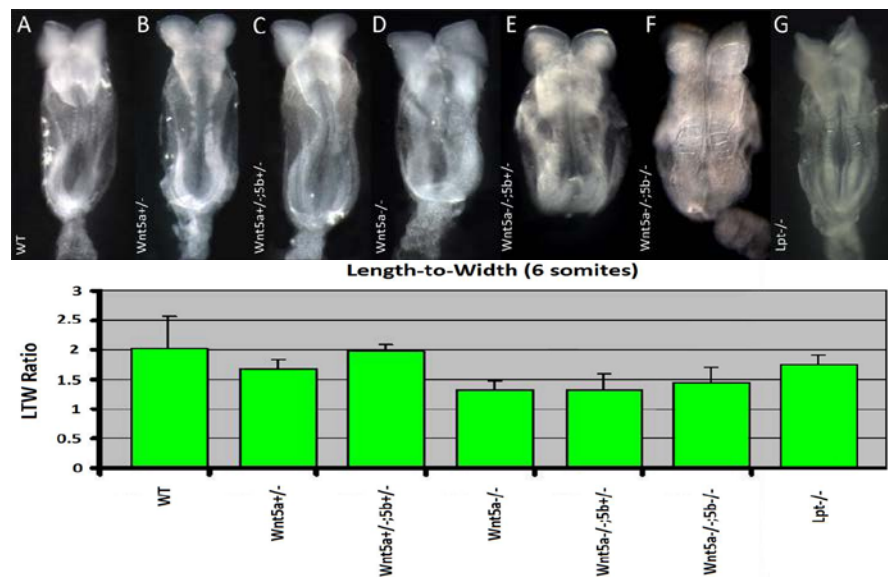 A B C D E F G
WT
Wnt5a+/-
Wnt5a+/-;5b+/-
Wnt5a-/-
Wnt5a-/-;5b+/-
Wnt5a-/-;5b-/-
Lpt-/-
Length-to-Width (6 somites)
LTW Ratio
3
2.5
2
1.5
1
0.5
0
WT
Wnt5a+/-
Wnt5a+/-;5b+/-
Wnt5a-/-
Wnt5a-/-;5b+/-
Wnt5a-/-;5b-/-
Lpt-/-